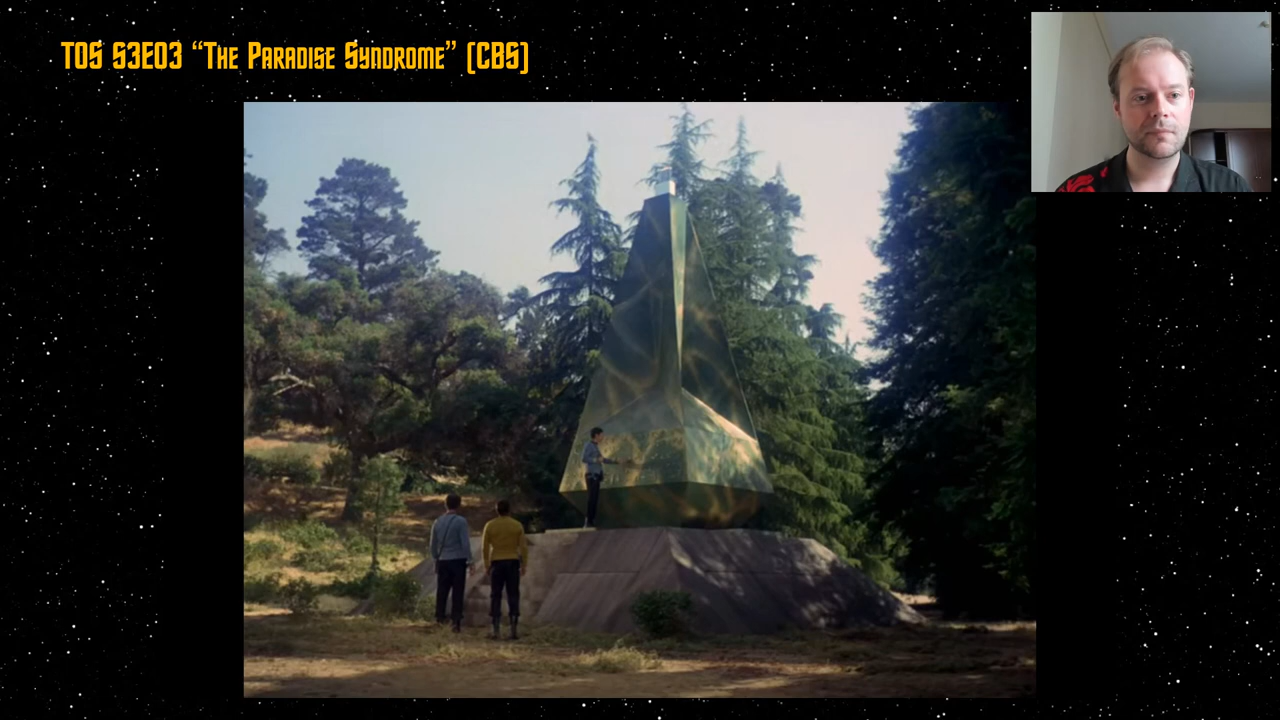 TOS S3E03 “The Paradise Syndrome” (CBS)